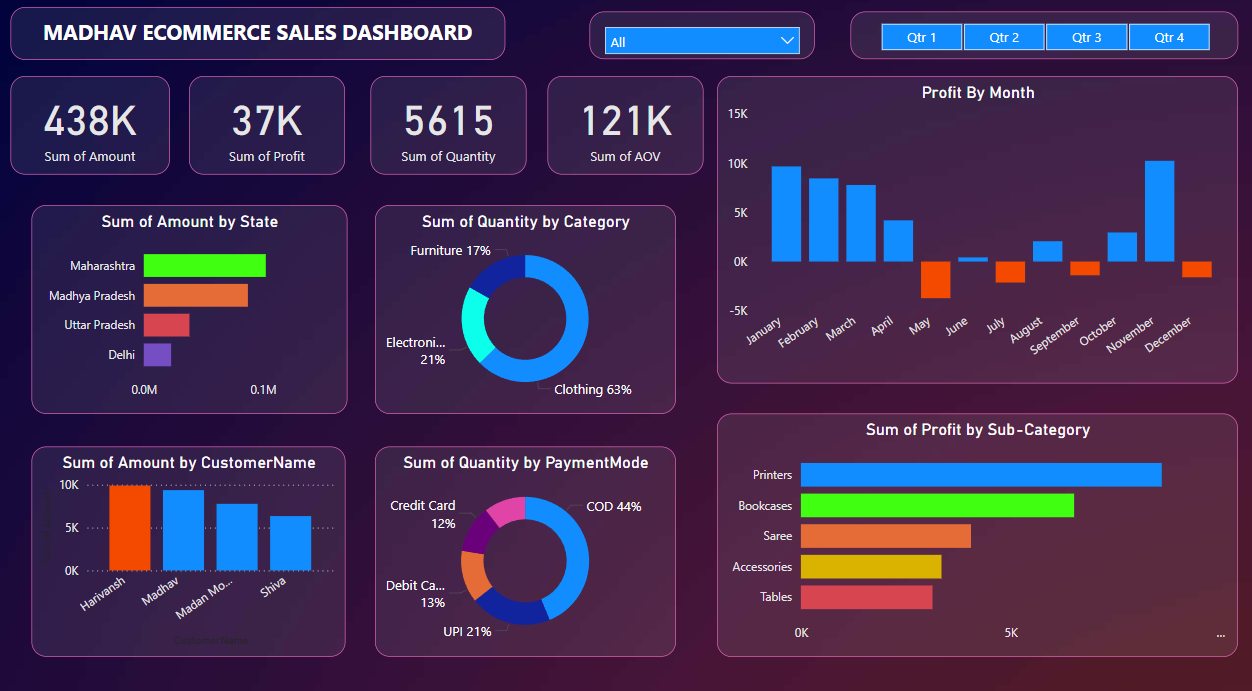 MADHAV ECOMMERCE SALES DASHBOARD
All
Qtr 1
Qtr 2
Qtr 3
Qtr 4
438K
Sum of Amount
37K
Sum of Profit
5615
Sum of Quantity
121K
Sum of AOV
Profit By Month
15K
10K
5K
0K
-5K
January
February
March
April
May
June
July
August
September
October
November
December
Sum of Amount by State
Maharashtra
Madhya Pradesh
Uttar Pradesh
Delhi
0.0M
0.1M
Sum of Quantity by Category
Furniture 17%
Electroni...
21%
Clothing 63%
Sum of Amount by CustomerName
10K
5K
0K
Harivansh
Madhav
Madan Mo...
Shiva
CustomerName
Sum of Quantity by PaymentMode
Credit Card
12%
COD 44%
Debit Ca...
13%
UPI 21%
Sum of Profit by Sub-Category
Printers
Bookcases
Saree
Accessories
Tables
0K
5K
...